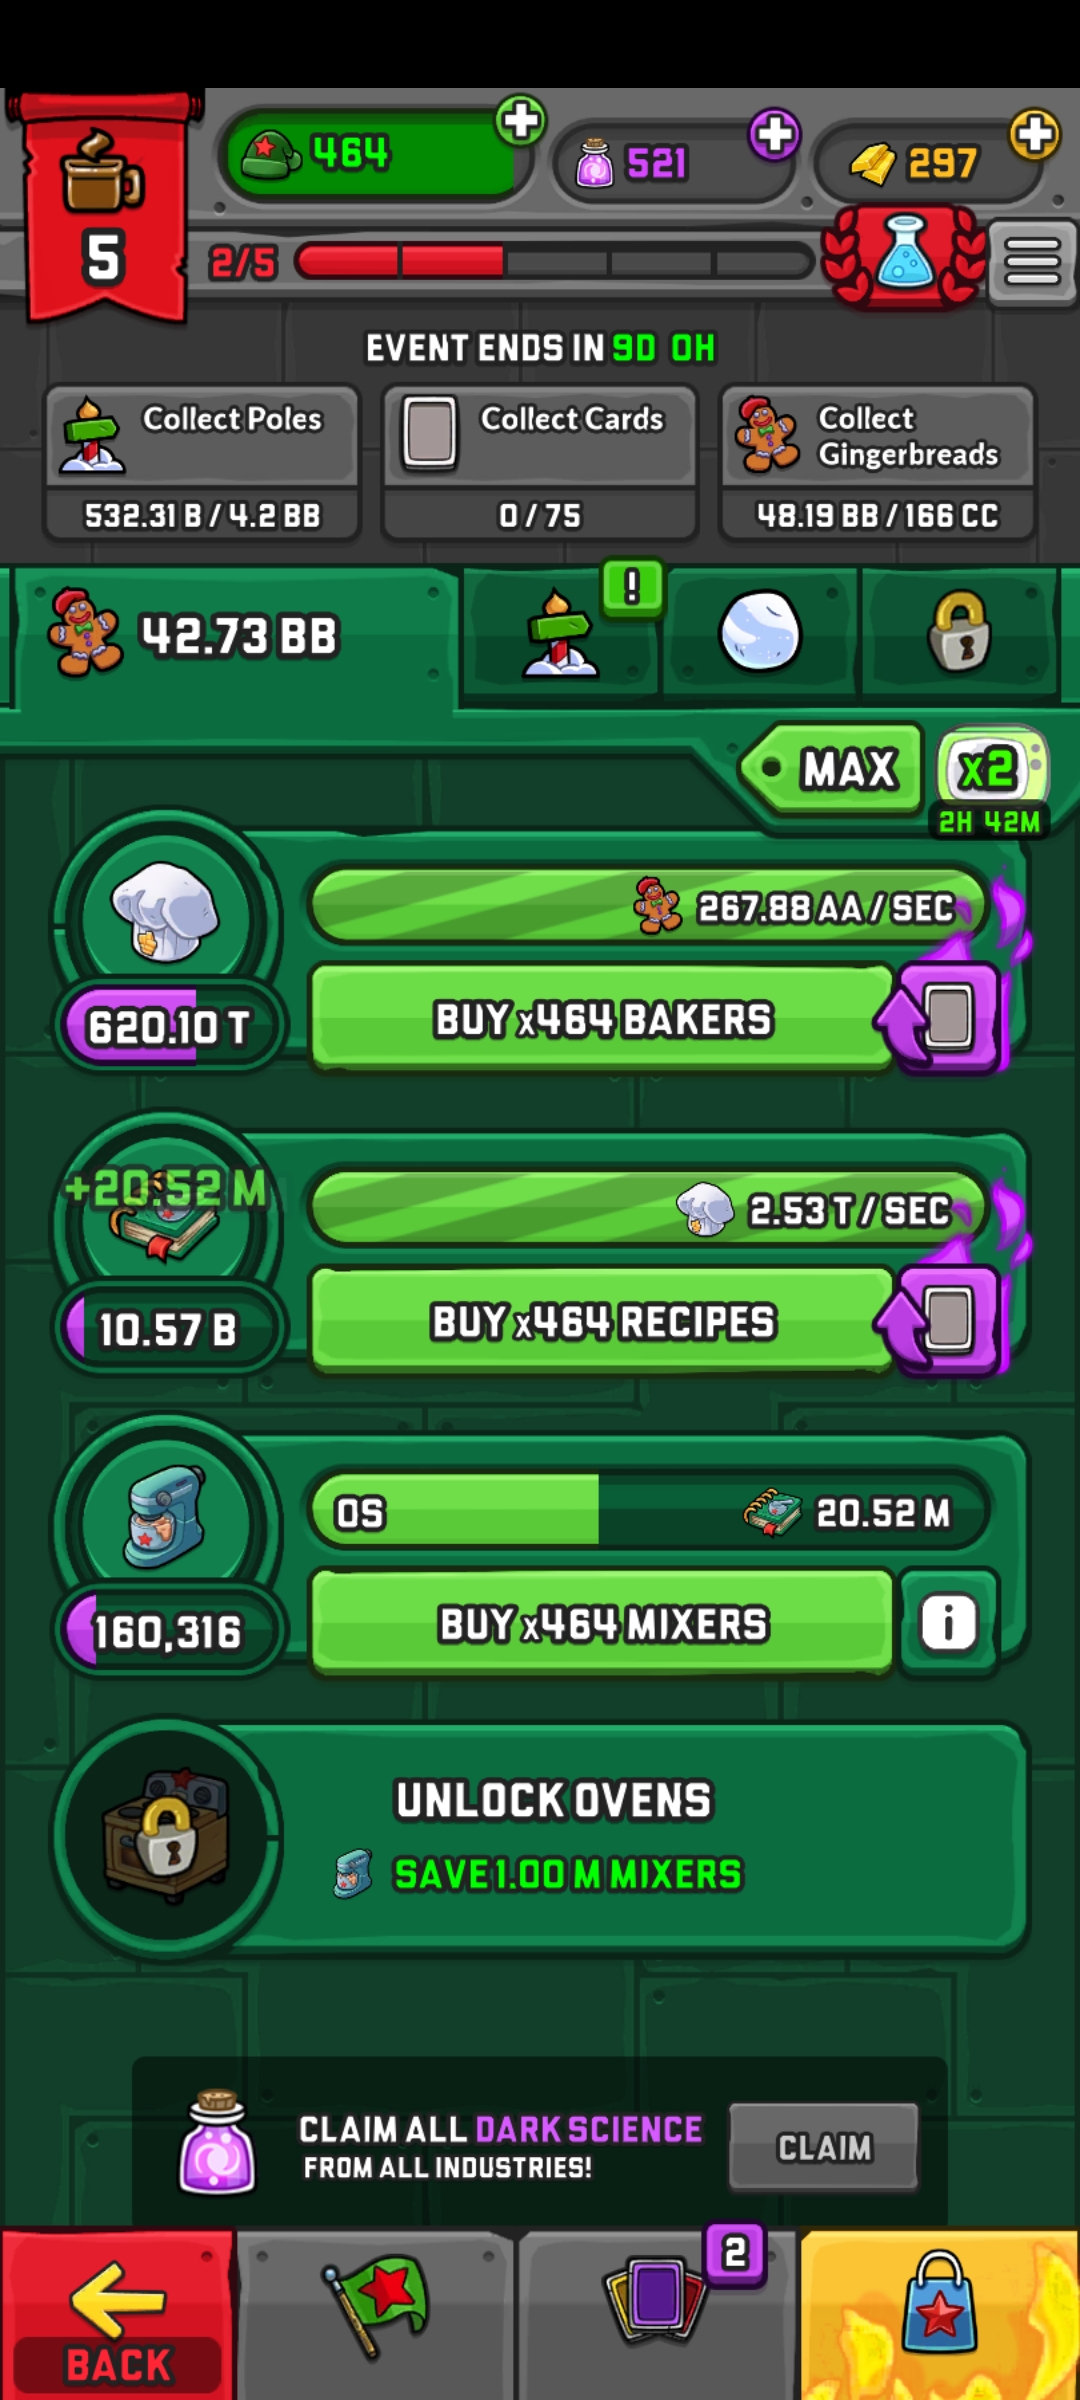 464
521
297
5
2/5
EVENT ENDS IN 9D 0H
Collect Poles
532.31 B / 4.2 BB
Collect Cards
0 / 75
Collect
Gingerbreads
48.19 BB / 166 CC
42.73 BB
!
MAX
x2
2H 42M
267.88 AA / SEC
620.10 T
BUY x464 BAKERS
+20.52 M
2.53 T / SEC
10.57 B
BUY x464 RECIPES
0S
20.52 M
160,316
BUY x464 MIXERS
i
UNLOCK OVENS
SAVE 1.00 M MIXERS
CLAIM ALL DARK SCIENCE
FROM ALL INDUSTRIES!
CLAIM
2
BACK